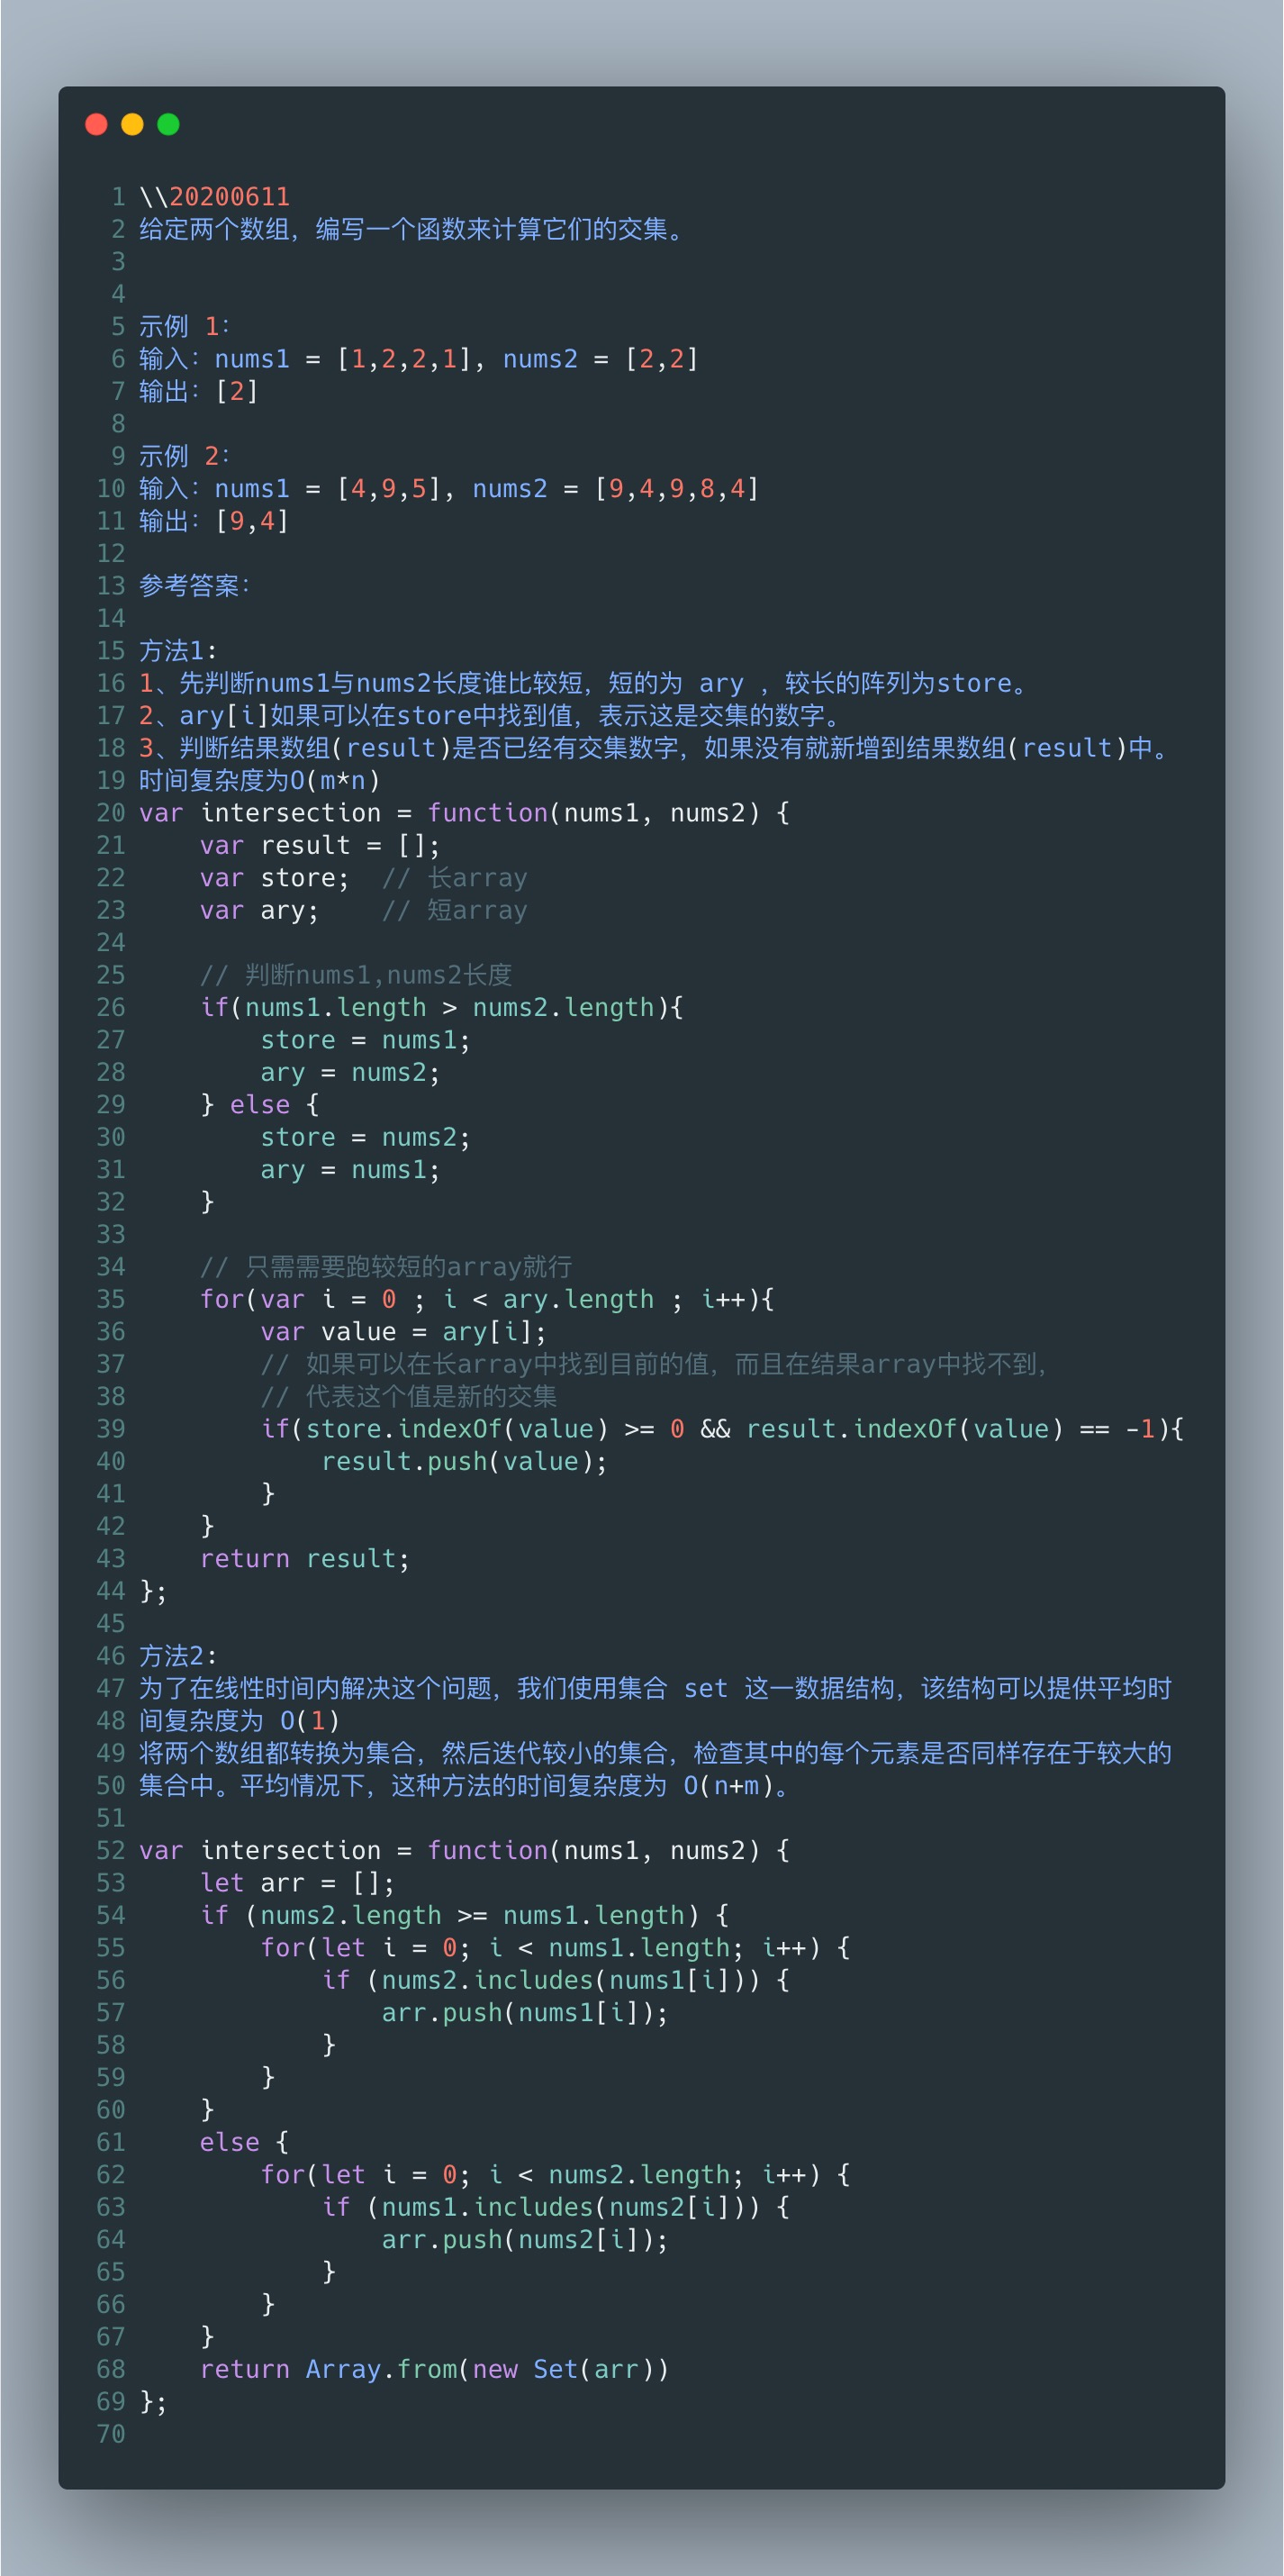 1 \\20200611
2 给定两个数组，编写一个函数来计算它们的交集。
3
4
5 示例 1：
6 输入：nums1 = [1,2,2,1], nums2 = [2,2]
7 输出：[2]
8
9 示例 2：
10 输入：nums1 = [4,9,5], nums2 = [9,4,9,8,4]
11 输出：[9,4]
12
13 参考答案：
14
15 方法1:
16 1、先判断nums1与nums2长度谁比较短，短的为 ary ，较长的阵列为store。
17 2、ary[i]如果可以在store中找到值，表示这是交集的数字。
18 3、判断结果数组(result)是否已经有交集数字，如果没有就新增到结果数组(result)中。
19 时间复杂度为O(m*n)
20 var intersection = function(nums1, nums2) {
21     var result = [];
22     var store;  // 长array
23     var ary;    // 短array
24
25     // 判断nums1,nums2长度
26     if(nums1.length > nums2.length){
27         store = nums1;
28         ary = nums2;
29     } else {
30         store = nums2;
31         ary = nums1;
32     }
33
34     // 只需需要跑较短的array就行
35     for(var i = 0 ; i < ary.length ; i++){
36         var value = ary[i];
37         // 如果可以在长array中找到目前的值，而且在结果array中找不到，
38         // 代表这个值是新的交集
39         if(store.indexOf(value) >= 0 && result.indexOf(value) == -1){
40             result.push(value);
41         }
42     }
43     return result;
44 };
45
46 方法2:
47 为了在线性时间内解决这个问题，我们使用集合 set 这一数据结构，该结构可以提供平均时
48 间复杂度为 O(1)
49 将两个数组都转换为集合，然后迭代较小的集合，检查其中的每个元素是否同样存在于较大的
50 集合中。平均情况下，这种方法的时间复杂度为 O(n+m)。
51
52 var intersection = function(nums1, nums2) {
53     let arr = [];
54     if (nums2.length >= nums1.length) {
55         for(let i = 0; i < nums1.length; i++) {
56             if (nums2.includes(nums1[i])) {
57                 arr.push(nums1[i]);
58             }
59         }
60     }
61     else {
62         for(let i = 0; i < nums2.length; i++) {
63             if (nums1.includes(nums2[i])) {
64                 arr.push(nums2[i]);
65             }
66         }
67     }
68     return Array.from(new Set(arr))
69 };
70